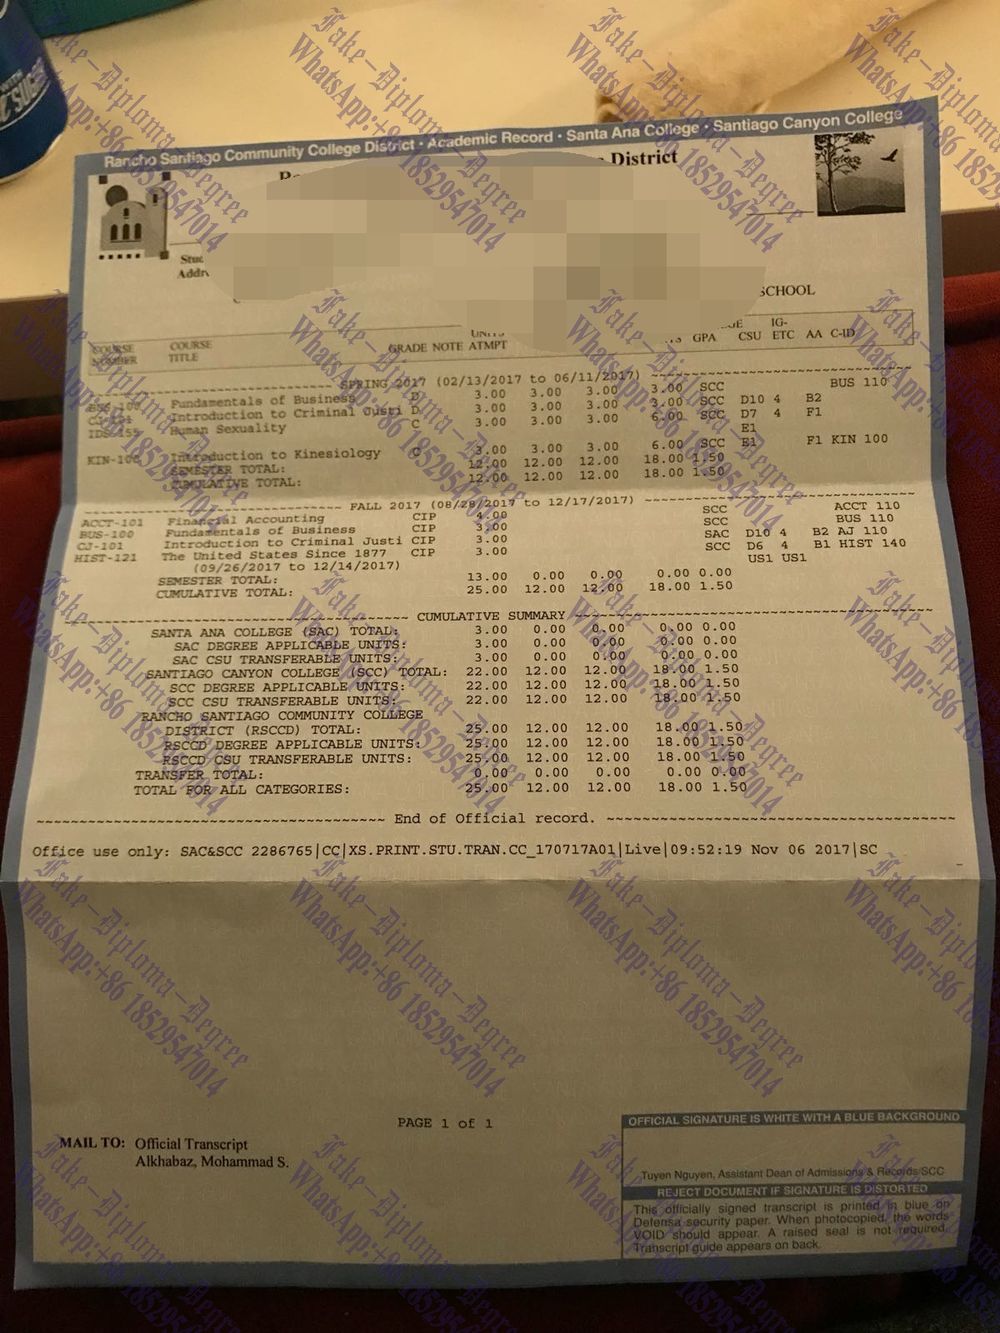 Rancho Santiago Community College District • Academic Record • Santa Ana College • Santiago Canyon College
District
SCHOOL
COURSE NUMBER COURSE TITLE GRADE NOTE UNITS ATMPT GPA CSU IG-ETC AA C-ID
SPRING 2017 (02/13/2017 to 06/11/2017)
Fundamentals of Business D 3.00 3.00 3.00 3.00 SCC BUS 110
CJ-101 Introduction to Criminal Justi D 3.00 3.00 3.00 3.00 SCC D10 4 B2
IDS-155 Human Sexuality C 3.00 3.00 3.00 6.00 SCC D7 4 F1
E1
KIN-100 Introduction to Kinesiology C 3.00 3.00 3.00 6.00 SCC E1 F1 KIN 100
SEMESTER TOTAL: 12.00 12.00 12.00 18.00 1.50
CUMULATIVE TOTAL: 12.00 12.00 12.00 18.00 1.50
FALL 2017 (08/28/2017 to 12/17/2017)
ACCT-101 Financial Accounting CIP 4.00 SCC ACCT 110
BUS-100 Fundamentals of Business CIP 3.00 SCC BUS 110
CJ-101 Introduction to Criminal Justi CIP 3.00 SAC D10 4 B2 AJ 110
HIST-121 The United States Since 1877 CIP 3.00 SCC D6 4 B1 HIST 140
(09/26/2017 to 12/14/2017) US1 US1
SEMESTER TOTAL: 13.00 0.00 0.00 0.00 0.00
CUMULATIVE TOTAL: 25.00 12.00 12.00 18.00 1.50
CUMULATIVE SUMMARY
SANTA ANA COLLEGE (SAC) TOTAL: 3.00 0.00 0.00 0.00 0.00
SAC DEGREE APPLICABLE UNITS: 3.00 0.00 0.00 0.00 0.00
SAC CSU TRANSFERABLE UNITS: 3.00 0.00 0.00 0.00 0.00
SANTIAGO CANYON COLLEGE (SCC) TOTAL: 22.00 12.00 12.00 18.00 1.50
SCC DEGREE APPLICABLE UNITS: 22.00 12.00 12.00 18.00 1.50
SCC CSU TRANSFERABLE UNITS: 22.00 12.00 12.00 18.00 1.50
RANCHO SANTIAGO COMMUNITY COLLEGE
DISTRICT (RSCCD) TOTAL: 25.00 12.00 12.00 18.00 1.50
RSCCD DEGREE APPLICABLE UNITS: 25.00 12.00 12.00 18.00 1.50
RSCCD CSU TRANSFERABLE UNITS: 25.00 12.00 12.00 18.00 1.50
TRANSFER TOTAL: 0.00 0.00 0.00 0.00 0.00
TOTAL FOR ALL CATEGORIES: 25.00 12.00 12.00 18.00 1.50
End of Official record.
Office use only: SAC&SCC 2286765|CC|XS.PRINT.STU.TRAN.CC_170717A01|Live|09:52:19 Nov 06 2017|SC
PAGE 1 of 1
MAIL TO: Official Transcript
Alkhabaz, Mohammad S.
OFFICIAL SIGNATURE IS WHITE WITH A BLUE BACKGROUND
Tuyen Nguyen, Assistant Dean of Admissions & Records/SCC
REJECT DOCUMENT IF SIGNATURE IS DISTORTED
This officially signed transcript is printed in blue on
Defensa security paper. When photocopied, the words
VOID should appear. A raised seal is not required.
Transcript guide appears on back.
Fake-Diploma-Degree
WhatsApp:+86 18529547014